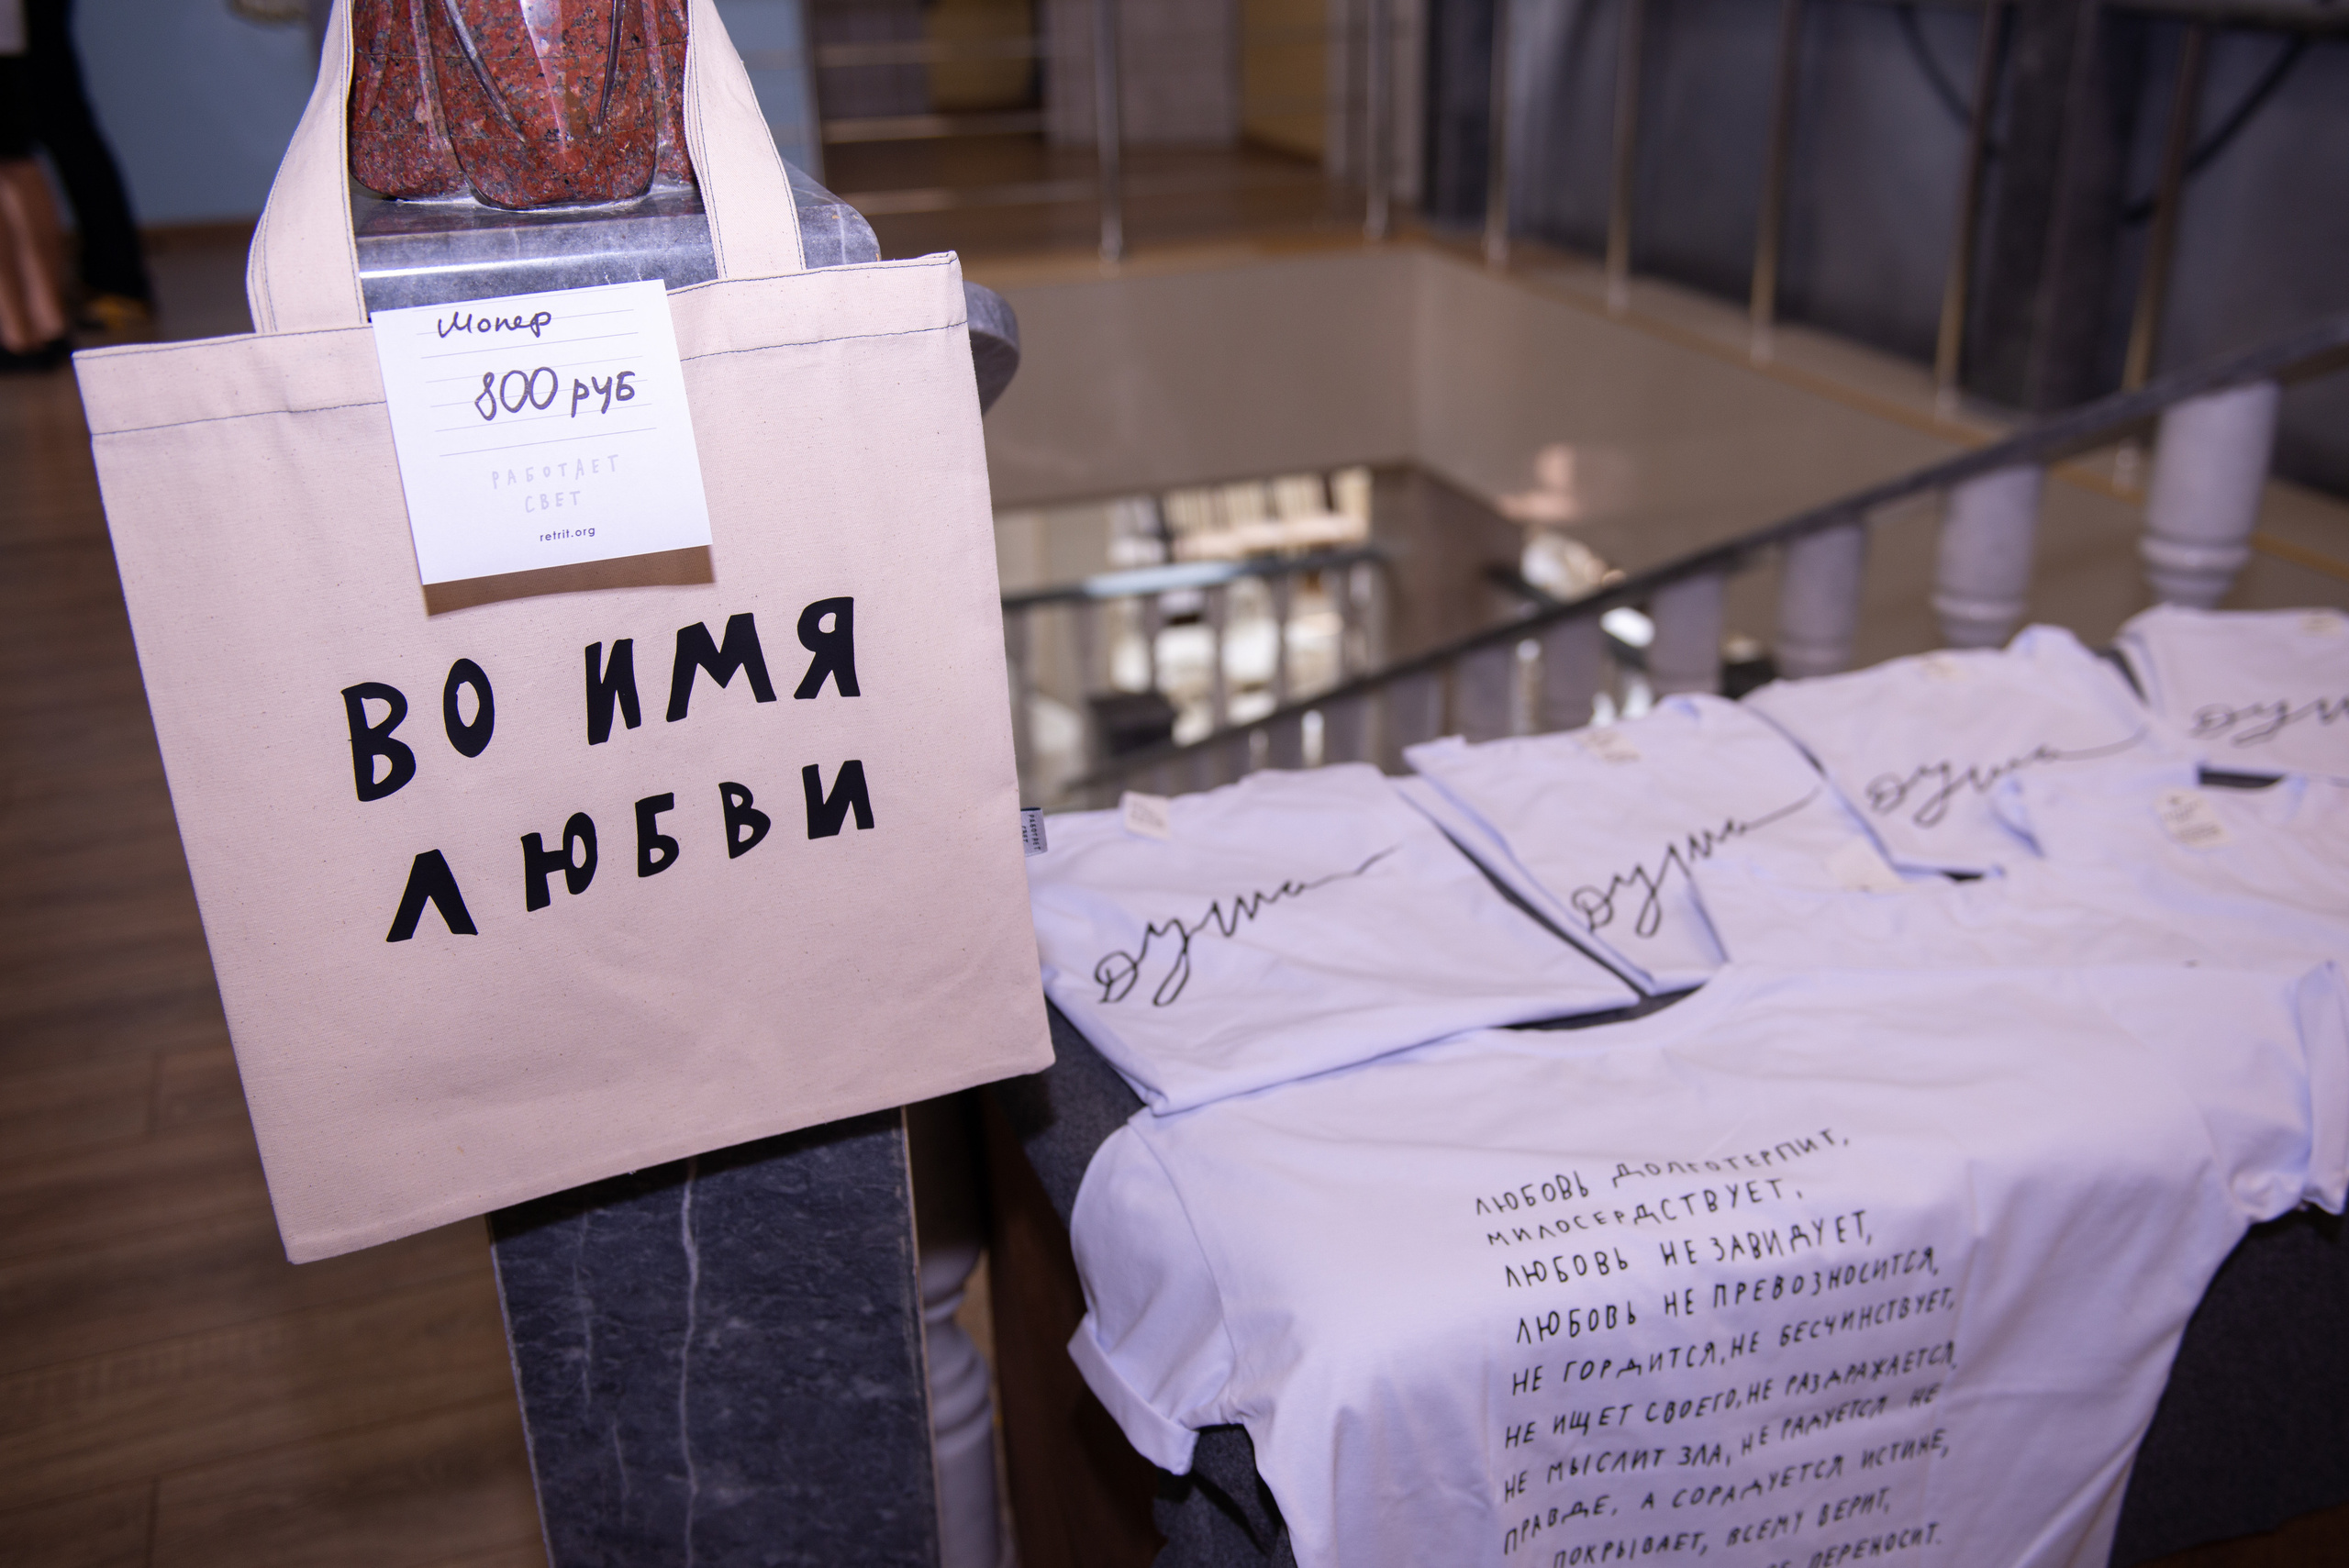 Шопер
800 руб
РАБОТАЕТ
СВЕТ
retrit.org
ВО ИМЯ
ЛЮБВИ
РАБОТАЕТ
СВЕТ
душа
душа
душа
ЛЮБОВЬ ДОЛГОТЕРПИТ,
МИЛОСЕРДСТВУЕТ,
ЛЮБОВЬ НЕ ЗАВИДУЕТ,
ЛЮБОВЬ НЕ ПРЕВОЗНОСИТСЯ,
НЕ ГОРДИТСЯ, НЕ БЕСЧИНСТВУЕТ,
НЕ ИЩЕТ СВОЕГО, НЕ РАЗДРАЖАЕТСЯ,
НЕ МЫСЛИТ ЗЛА, НЕ РАДУЕТСЯ НЕ
ПРАВДЕ, А СОРАДУЕТСЯ ИСТИНЕ,
ПОКРЫВАЕТ, ВСЕМУ ВЕРИТ,
ПЕРЕНОСИТ.